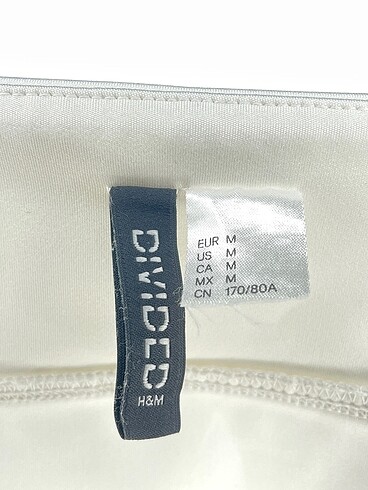 DIVIDED
H&M
EUR M
US M
CA M
MX M
CN 170/80A